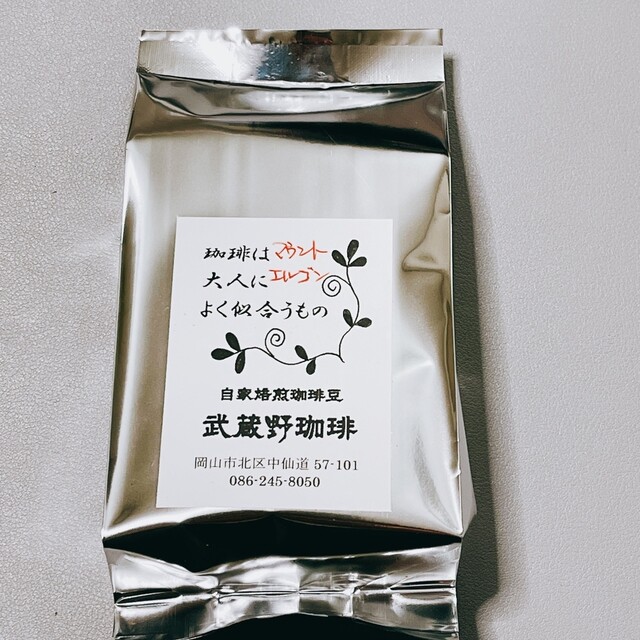 珈琲は マウント
大人に エルゴン
よく似合うもの
自家焙煎珈琲豆
武蔵野珈琲
岡山市北区中仙道 57-101
086-245-8050